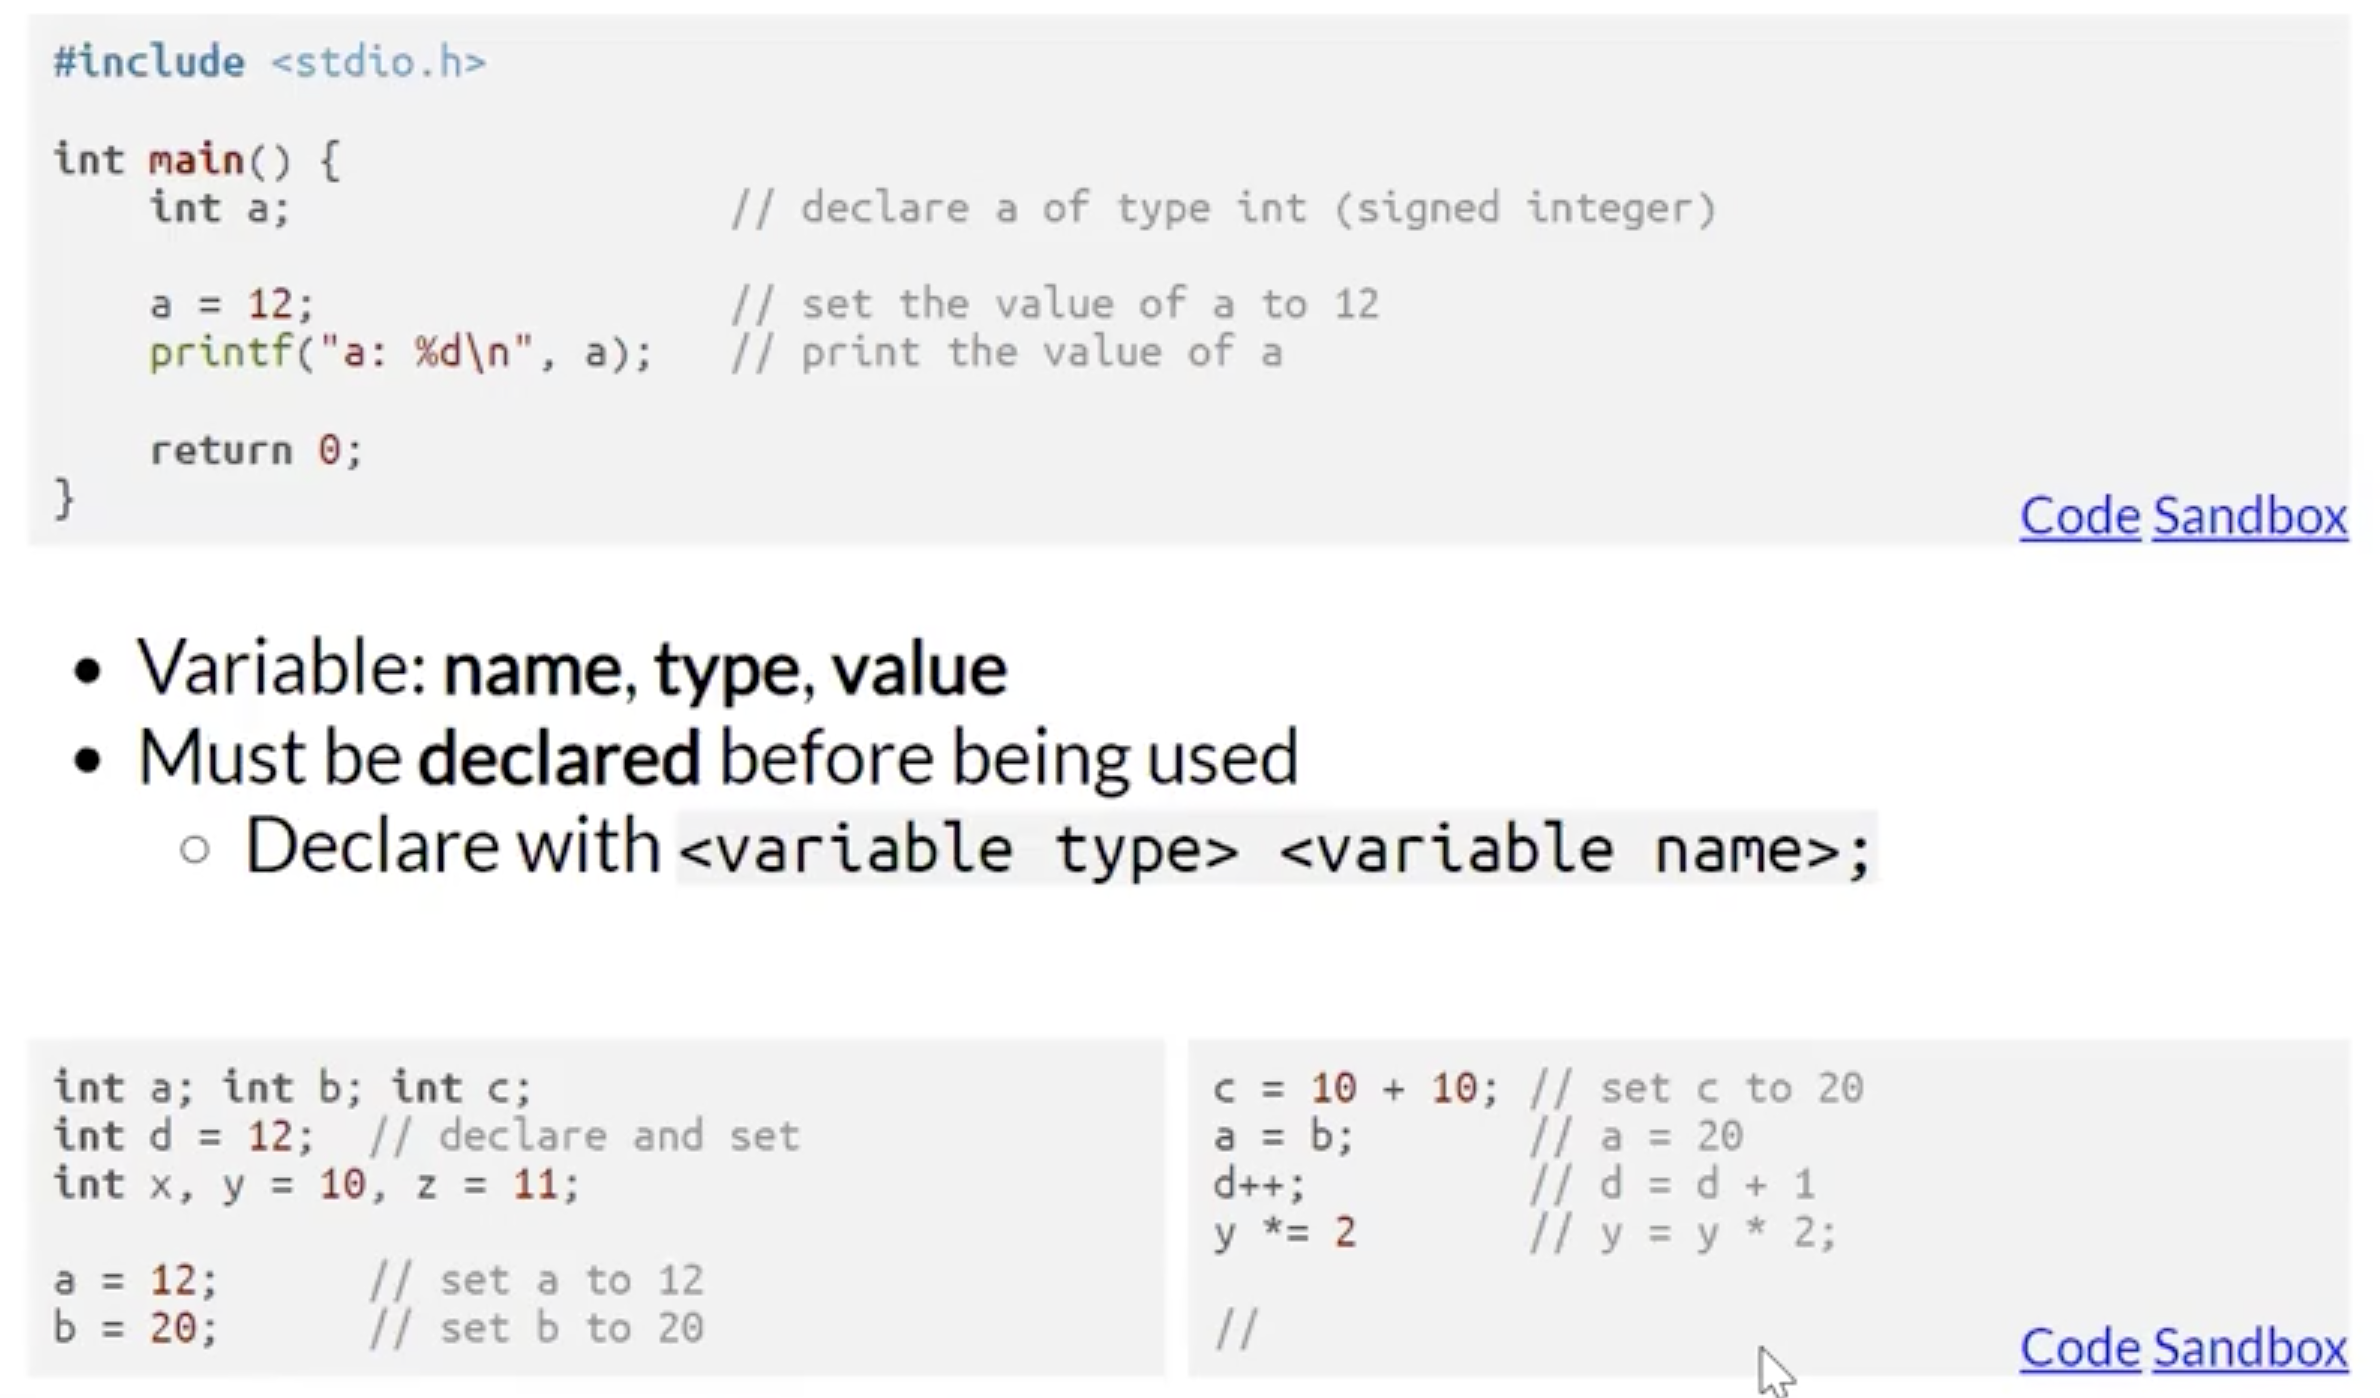 #include <stdio.h>
int main() {
    int a;                   // declare a of type int (signed integer)
    a = 12;                  // set the value of a to 12
    printf("a: %d\n", a);    // print the value of a
    return 0;
}
Code Sandbox
• Variable: name, type, value
• Must be declared before being used
○ Declare with <variable type> <variable name>;
int a; int b; int c;
int d = 12;  // declare and set
int x, y = 10, z = 11;
a = 12;      // set a to 12
b = 20;      // set b to 20
c = 10 + 10; // set c to 20
a = b;       // a = 20
d++;         // d = d + 1
y *= 2       // y = y * 2;
//
Code Sandbox